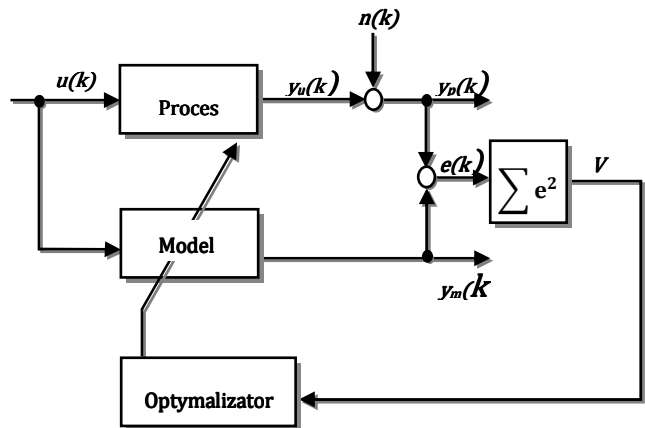 n(k)
u(k)
Proces
yᵤ(k)
yₚ(k)
e(k)
∑ e²
V
Model
yₘ(k
Optymalizator